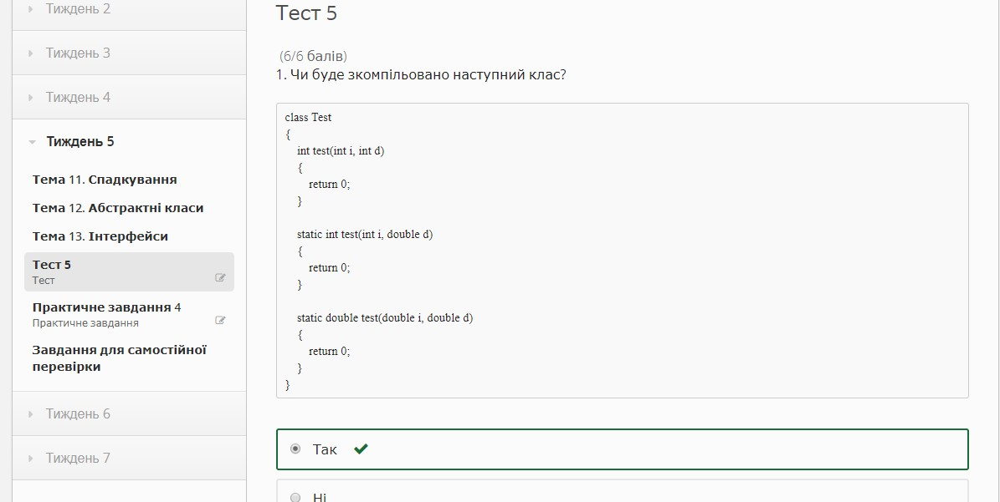 Тиждень 2
Тиждень 3
Тиждень 4
Тиждень 5
Тема 11. Спадкування
Тема 12. Абстрактні класи
Тема 13. Інтерфейси
Тест 5
Тест
Практичне завдання 4
Практичне завдання
Завдання для самостійної
перевірки
Тиждень 6
Тиждень 7
Тест 5
(6/6 балів)
1. Чи буде зкомпільовано наступний клас?
class Test
{
int test(int i, int d)
{
return 0;
}
static int test(int i, double d)
{
return 0;
}
static double test(double i, double d)
{
return 0;
}
}
Так
Ні